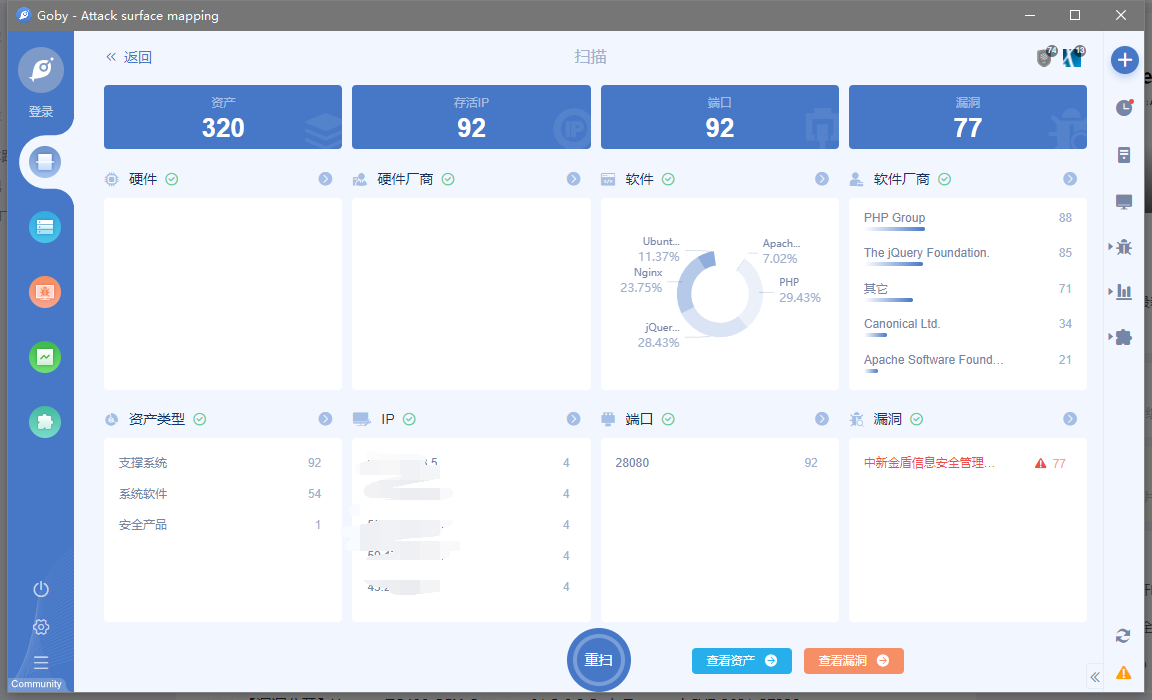 Goby - Attack surface mapping
返回
扫描
74
13
登录
资产
320
存活IP
92
端口
92
漏洞
77
硬件
硬件厂商
软件
软件厂商
Ubunt...
11.37%
Nginx
23.75%
jQuer...
28.43%
Apach...
7.02%
PHP
29.43%
PHP Group 88
The jQuery Foundation. 85
其它 71
Canonical Ltd. 34
Apache Software Found... 21
资产类型
IP
端口
漏洞
支撑系统 92
系统软件 54
安全产品 1
4
4
4
4
4
28080 92
中新金盾信息安全管理... 77
重扫
查看资产
查看漏洞
Community